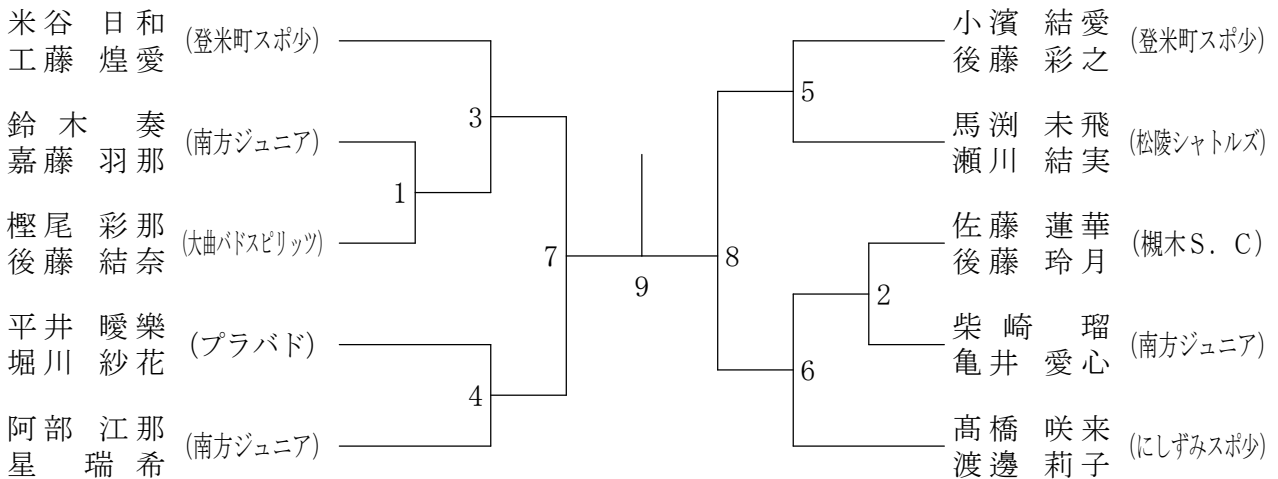 米谷 日和
工藤 煌愛
(登米町スポ少)
鈴木 奏
嘉藤 羽那
(南方ジュニア)
樫尾 彩那
後藤 結奈
(大曲バドスピリッツ)
平井 曖樂
堀川 紗花
(プラバド)
阿部 江那
星 瑞希
(南方ジュニア)
3
1
7
4
9
8
5
2
6
小濱 結愛
後藤 彩之
(登米町スポ少)
馬渕 未飛
瀬川 結実
(松陵シャトルズ)
佐藤 蓮華
後藤 玲月
(槻木S.C)
柴崎 瑠
亀井 愛心
(南方ジュニア)
髙橋 咲来
渡邊 莉子
(にしずみスポ少)